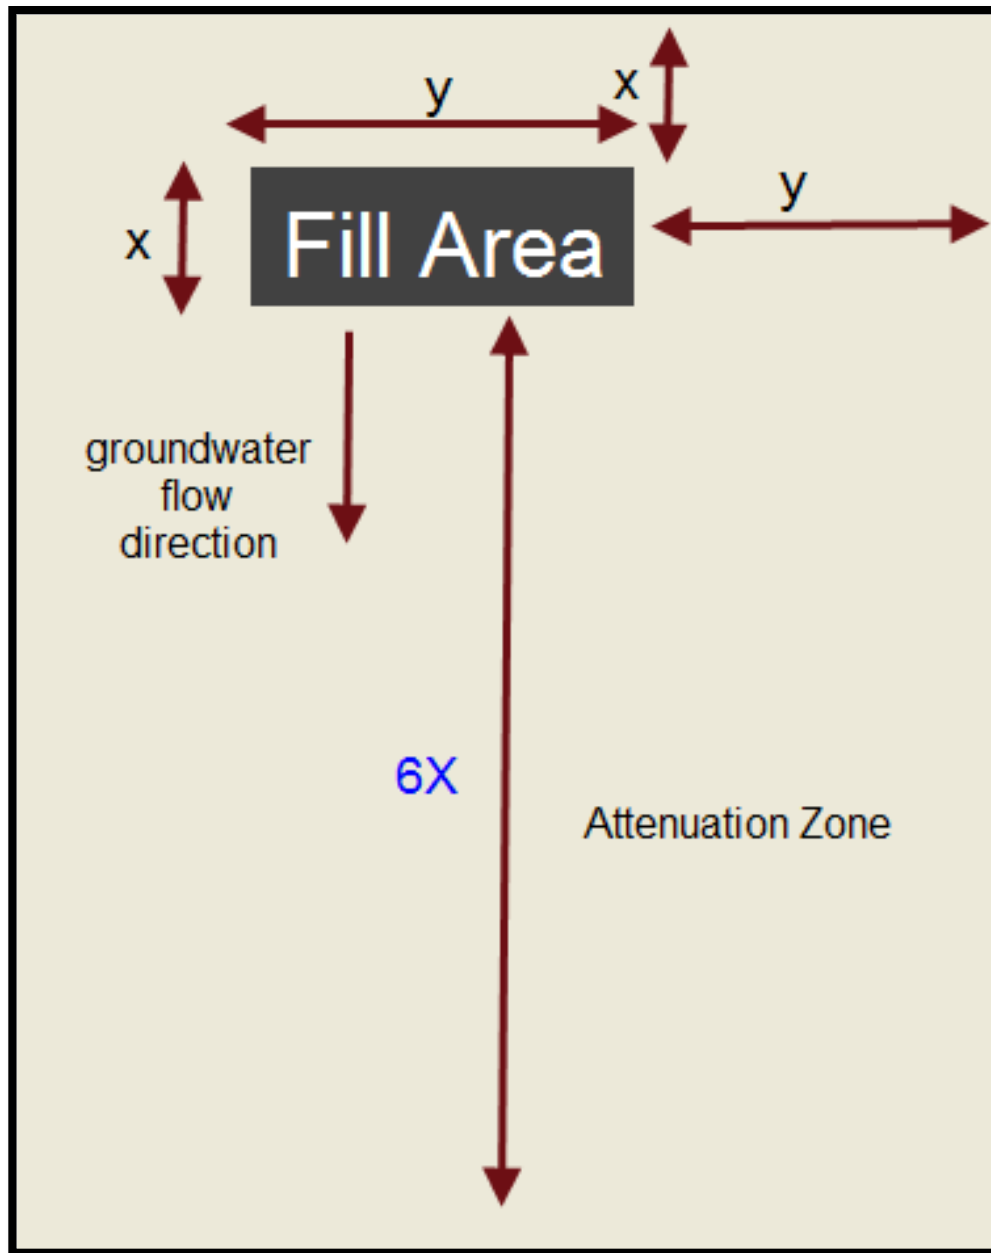 x
y
y
x
Fill Area
groundwater
flow
direction
6X
Attenuation Zone